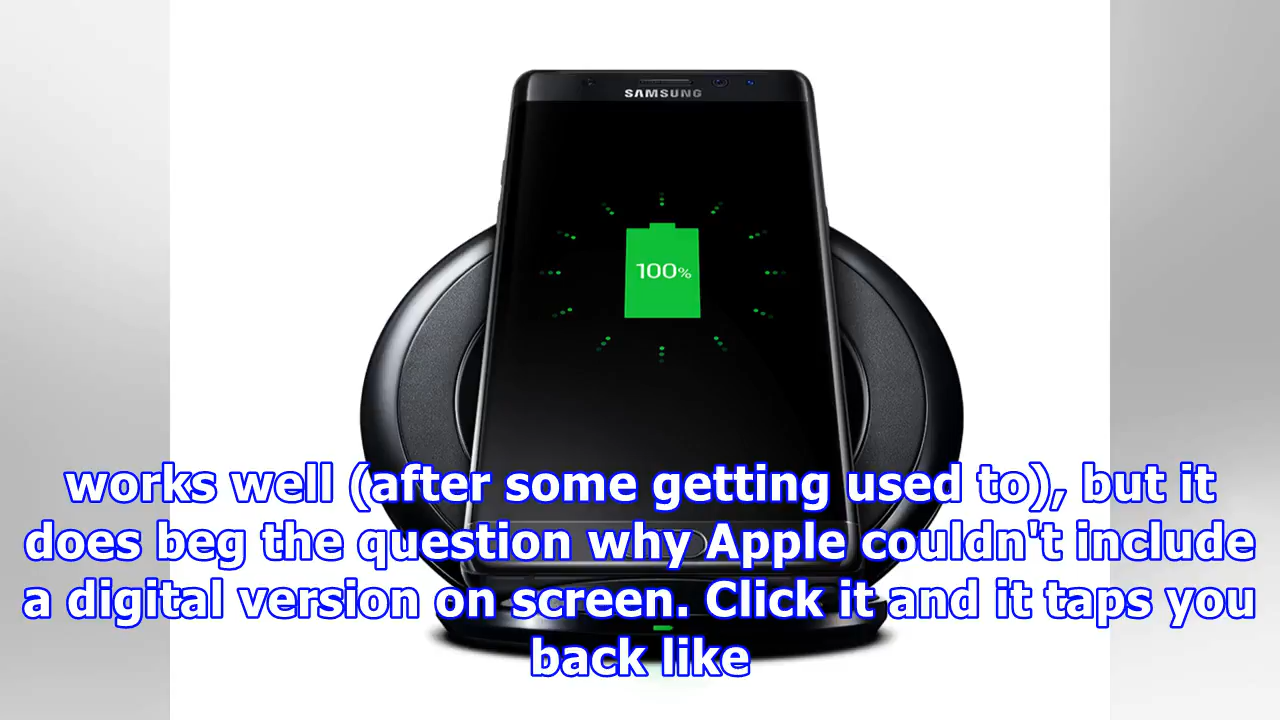 SAMSUNG
100%
works well (after some getting used to), but it
does beg the question why Apple couldn't include
a digital version on screen. Click it and it taps you
back like